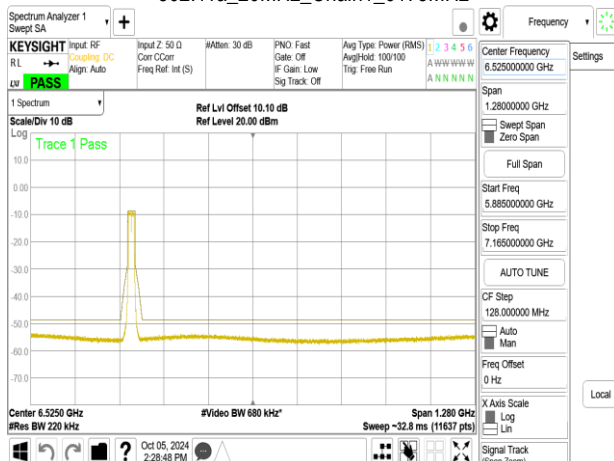 Spectrum Analyzer 1
Swept SA
+
Frequency
KEYSIGHT
Input: RF
Coupling: DC
Align: Auto
Input Z: 50 Ω
Corr CCorr
Freq Ref: Int (S)
#Atten: 30 dB
PNO: Fast
Gate: Off
IF Gain: Low
Sig Track: Off
Avg Type: Power (RMS)
Avg|Hold: 100/100
Trig: Free Run
1 2 3 4 5 6
A W W W W W
A N N N N N
RL
LXI
PASS
1 Spectrum
Scale/Div 10 dB
Ref Lvl Offset 10.10 dB
Ref Level 20.00 dBm
Log
Trace 1 Pass
10.0
0.00
-10.0
-20.0
-30.0
-40.0
-50.0
-60.0
-70.0
Center 6.5250 GHz
#Res BW 220 kHz
#Video BW 680 kHz*
Span 1.280 GHz
Sweep ~32.8 ms (11637 pts)
Oct 05, 2024
2:28:48 PM
?
Center Frequency
6.525000000 GHz
Settings
Span
1.28000000 GHz
Swept Span
Zero Span
Full Span
Start Freq
5.885000000 GHz
Stop Freq
7.165000000 GHz
AUTO TUNE
CF Step
128.000000 MHz
Auto
Man
Freq Offset
0 Hz
Local
X Axis Scale
Log
Lin
Signal Track